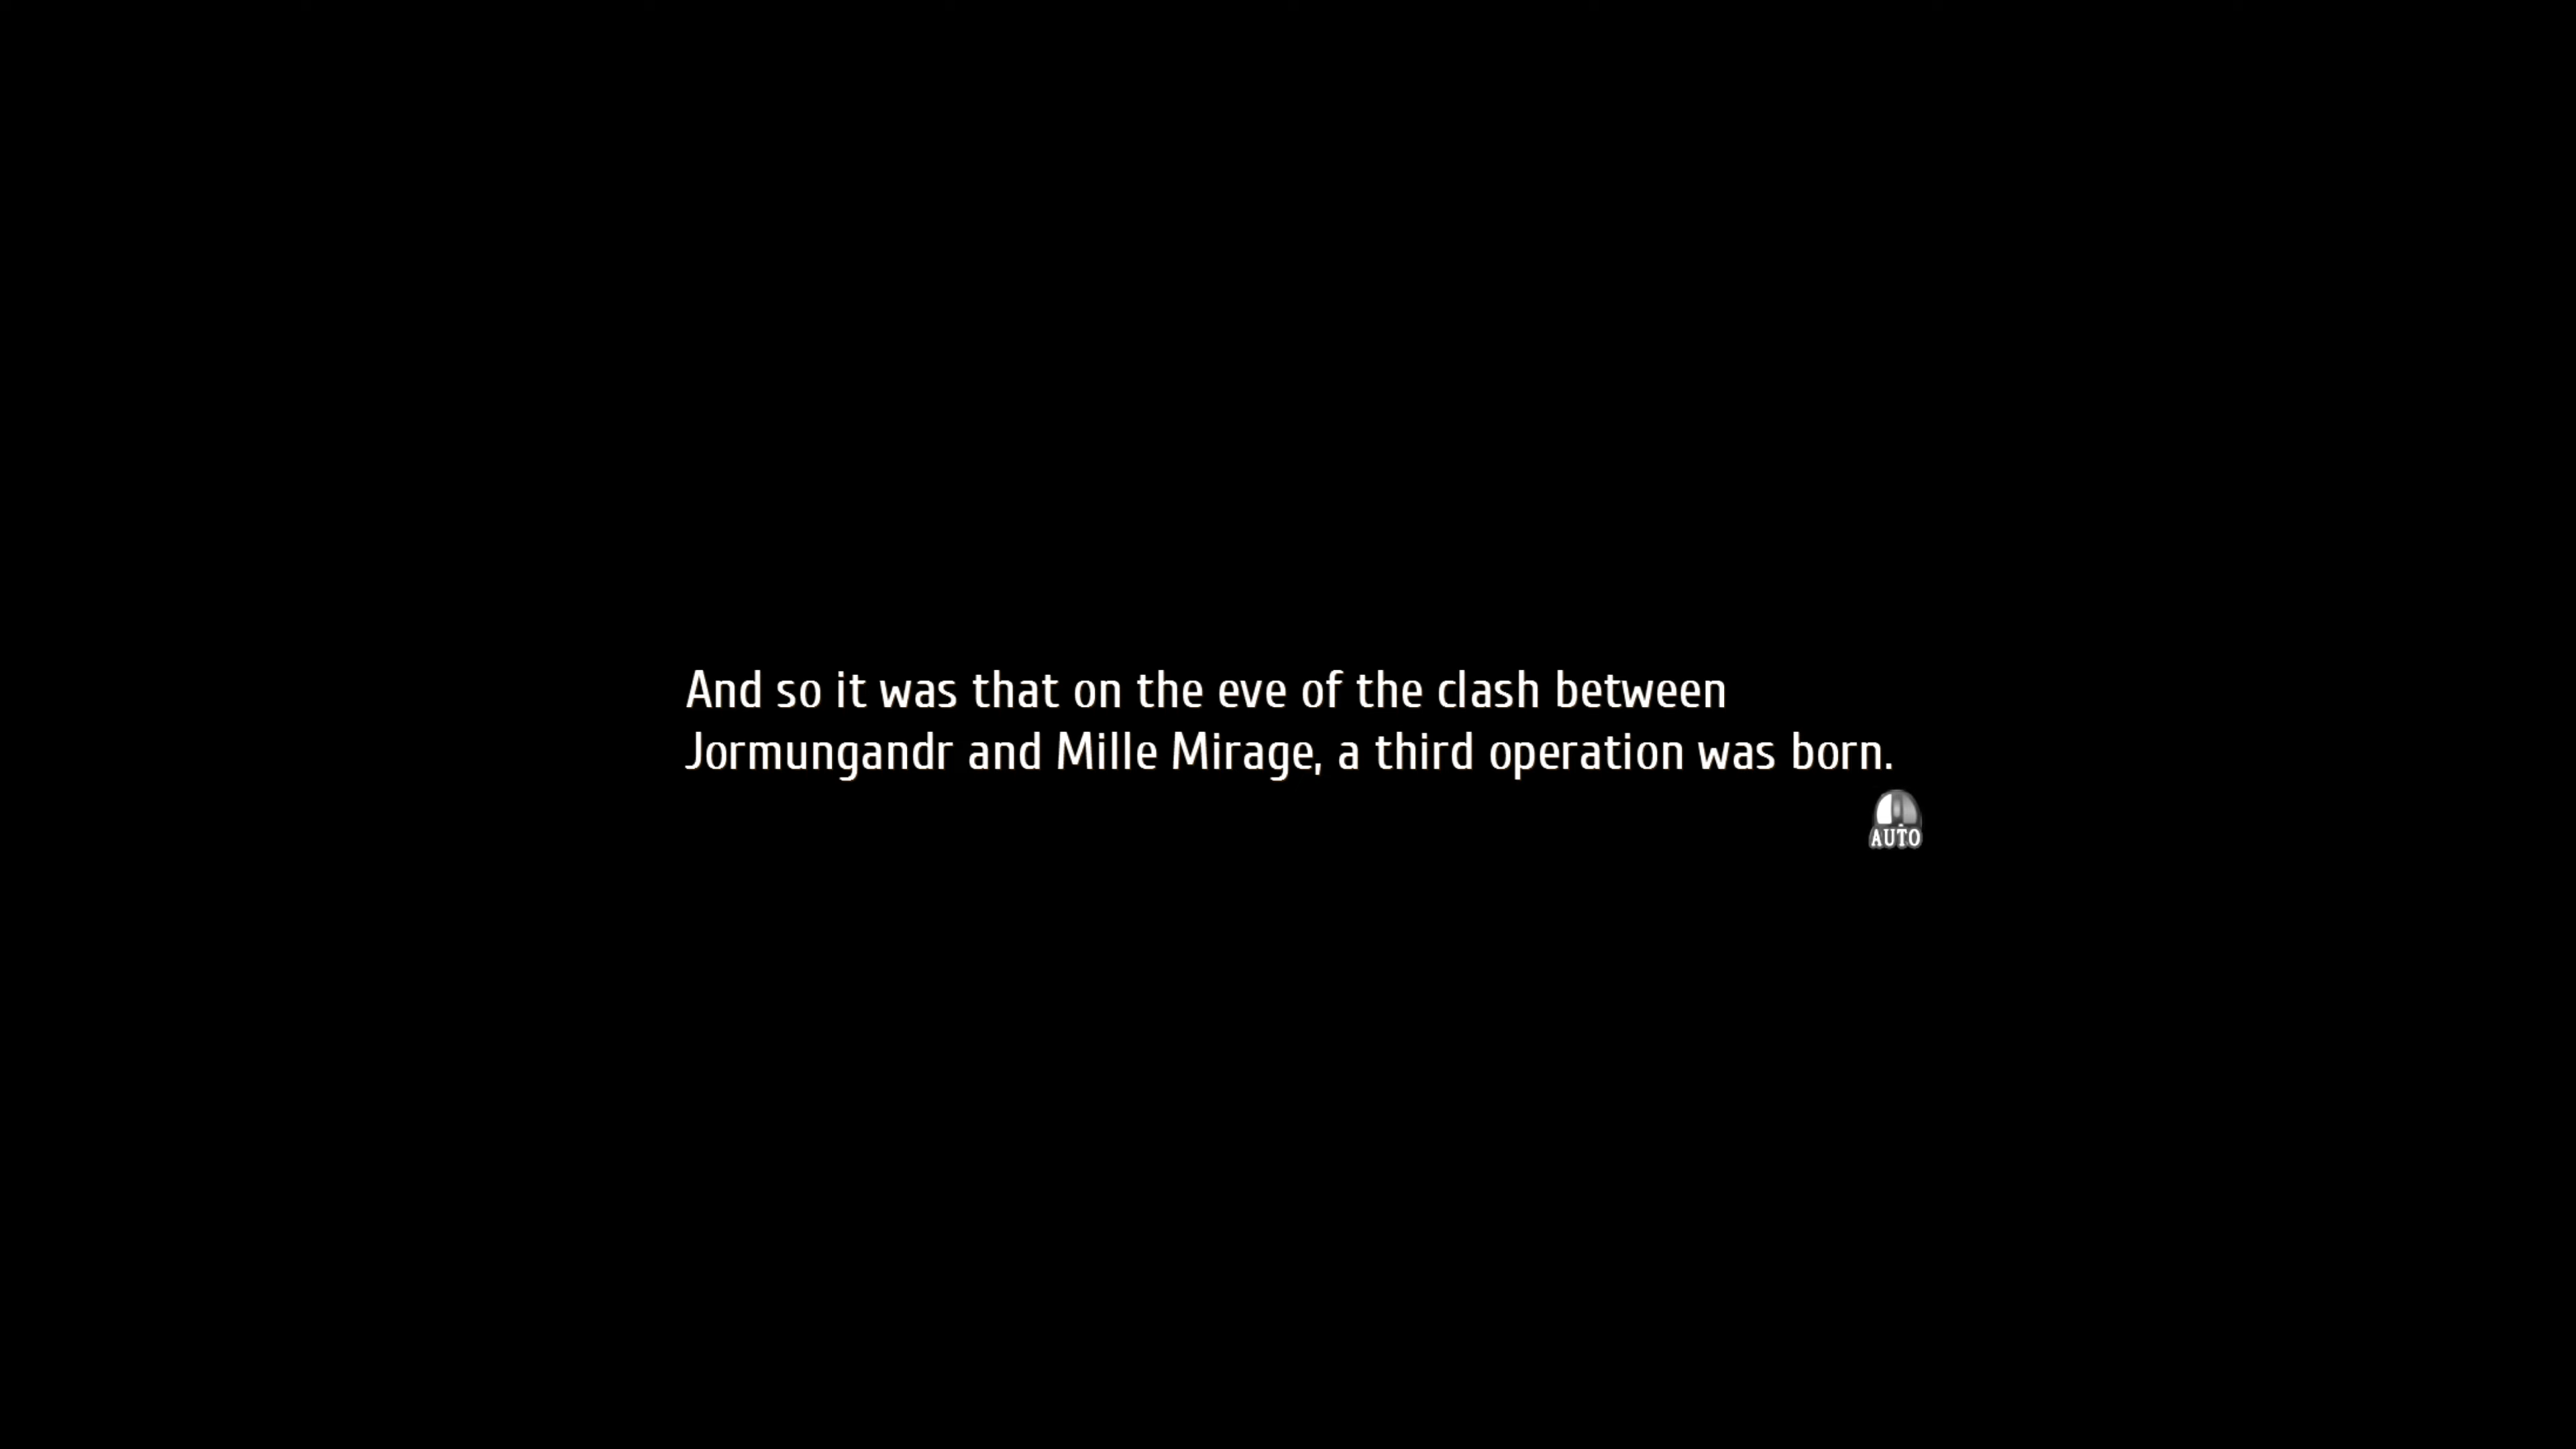 And so it was that on the eve of the clash between
Jormungandr and Mille Mirage, a third operation was born.
AUTO